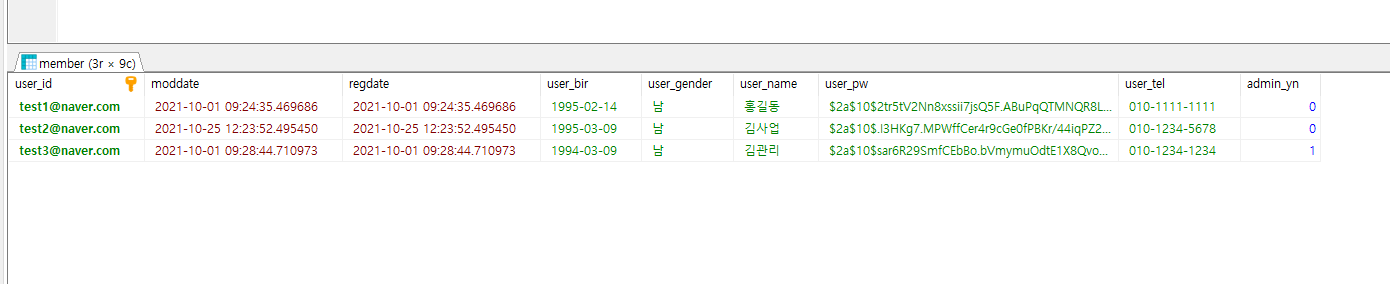 member (3r × 9c)
user_id moddate regdate user_bir user_gender user_name user_pw user_tel admin_yn
test1@naver.com 2021-10-01 09:24:35.469686 2021-10-01 09:24:35.469686 1995-02-14 남 홍길동 $2a$10$2tr5tV2Nn8xssii7jsQ5F.ABuPqQTMNQR8L... 010-1111-1111 0
test2@naver.com 2021-10-25 12:23:52.495450 2021-10-25 12:23:52.495450 1995-03-09 남 김사업 $2a$10$.I3HKg7.MPWffCer4r9cGe0fPBKr/44iqPZ2... 010-1234-5678 0
test3@naver.com 2021-10-01 09:28:44.710973 2021-10-01 09:28:44.710973 1994-03-09 남 김관리 $2a$10$sar6R29SmfCEbBo.bVmymuOdtE1X8Qvo... 010-1234-1234 1